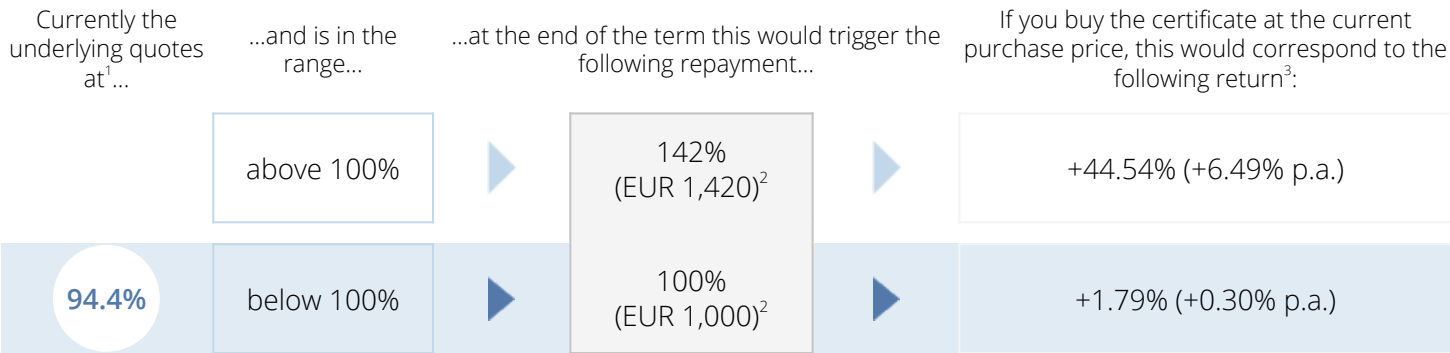 Currently the
underlying quotes
at¹...
...and is in the
range...
...at the end of the term this would trigger the
following repayment...
If you buy the certificate at the current
purchase price, this would correspond to the
following return³:
above 100%
142%
(EUR 1,420)²
+44.54% (+6.49% p.a.)
94.4%
below 100%
100%
(EUR 1,000)²
+1.79% (+0.30% p.a.)